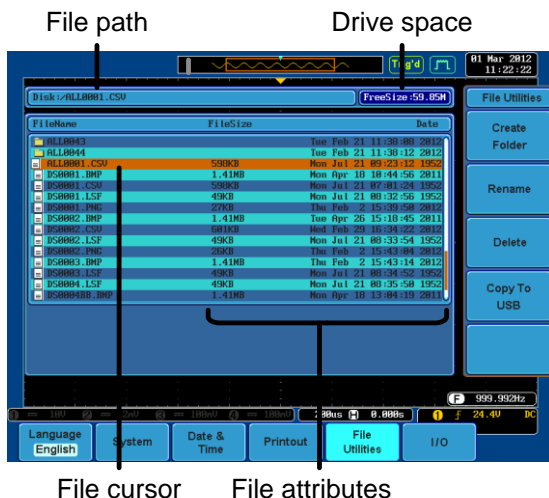 File path Drive space
Trig'd
01 Mar 2012
11:22:22
Disk:/ALL0001.CSV FreeSize:59.85M
File Utilities
FileName FileSize Date
ALL0043 Tue Feb 21 11:38:08 2012
ALL0044 Tue Feb 21 11:38:12 2012
ALL0001.CSV 598KB Mon Jul 21 09:23:12 1952
DS0001.BMP 1.41MB Mon Apr 18 10:44:56 2011
DS0001.CSV 598KB Mon Jul 21 07:01:24 1952
DS0001.LSF 49KB Mon Jul 21 08:32:56 1952
DS0001.PNG 27KB Thu Feb 2 15:39:50 2012
DS0002.BMP 1.41MB Tue Apr 26 15:18:45 2011
DS0002.CSV 601KB Wed Feb 29 16:34:22 2012
DS0002.LSF 49KB Mon Jul 21 08:33:54 1952
DS0002.PNG 26KB Thu Feb 2 15:43:04 2012
DS0003.BMP 1.41MB Thu Feb 2 15:43:14 2012
DS0003.LSF 49KB Mon Jul 21 08:34:52 1952
DS0004.LSF 49KB Mon Jul 21 08:35:50 1952
DS0004BB.BMP 1.41MB Mon Apr 18 13:04:19 2011
Create
Folder
Rename
Delete
Copy To
USB
F 999.992Hz
1 10V 2 2mV 3 100mV 4 100mV 200us H 0.000s 1 24.4V DC
Language
English
System
Date &
Time
Printout
File
Utilities
I/O
File cursor File attributes